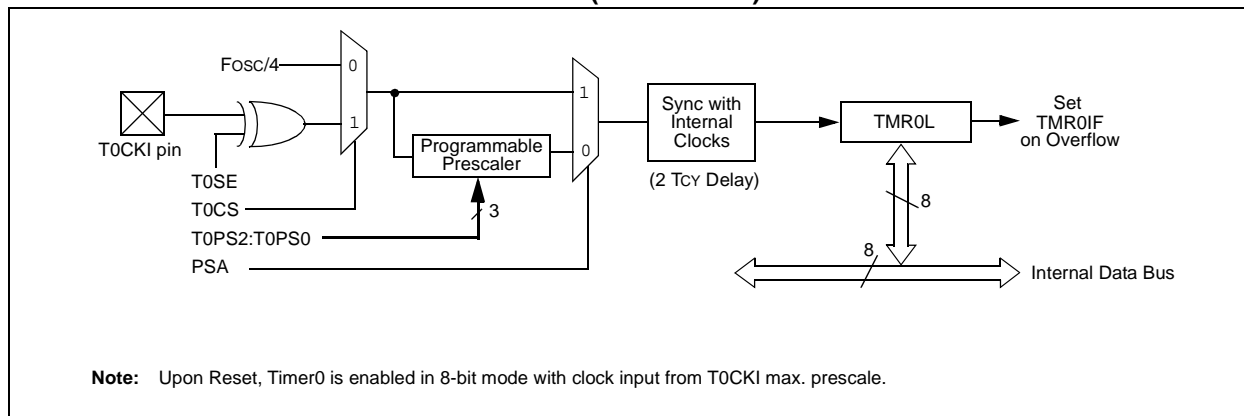 FOSC/4
0
1
T0CKI pin
T0SE
T0CS
T0PS2:T0PS0
PSA
Programmable
Prescaler
3
1
0
Sync with
Internal
Clocks
(2 TCY Delay)
TMR0L
Set
TMR0IF
on Overflow
8
8
Internal Data Bus
Note: Upon Reset, Timer0 is enabled in 8-bit mode with clock input from T0CKI max. prescale.